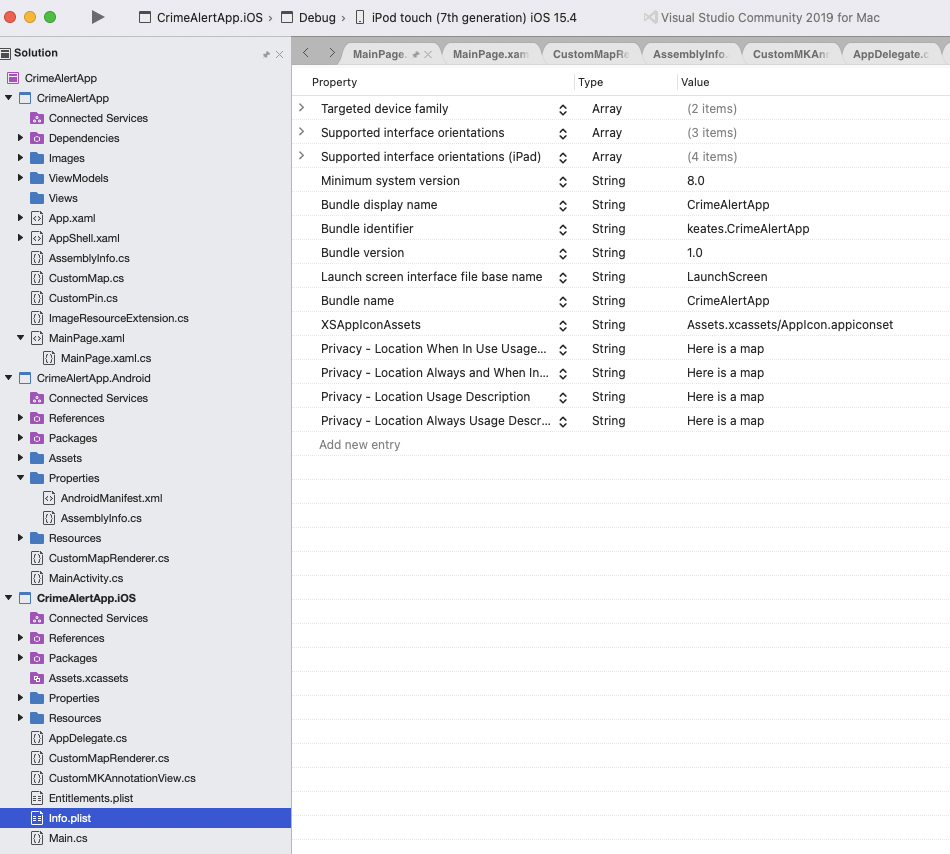 CrimeAlertApp.iOS › Debug › iPod touch (7th generation) iOS 15.4 Visual Studio Community 2019 for Mac
Solution
CrimeAlertApp
CrimeAlertApp
Connected Services
Dependencies
Images
ViewModels
Views
App.xaml
AppShell.xaml
AssemblyInfo.cs
CustomMap.cs
CustomPin.cs
ImageResourceExtension.cs
MainPage.xaml
MainPage.xaml.cs
CrimeAlertApp.Android
Connected Services
References
Packages
Assets
Properties
AndroidManifest.xml
AssemblyInfo.cs
Resources
CustomMapRenderer.cs
MainActivity.cs
CrimeAlertApp.iOS
Connected Services
References
Packages
Assets.xcassets
Properties
Resources
AppDelegate.cs
CustomMapRenderer.cs
CustomMKAnnotationView.cs
Entitlements.plist
Info.plist
Main.cs
MainPage. MainPage.xam CustomMapRe AssemblyInfo. CustomMKAnn AppDelegate.c
Property Type Value
Targeted device family Array (2 items)
Supported interface orientations Array (3 items)
Supported interface orientations (iPad) Array (4 items)
Minimum system version String 8.0
Bundle display name String CrimeAlertApp
Bundle identifier String keates.CrimeAlertApp
Bundle version String 1.0
Launch screen interface file base name String LaunchScreen
Bundle name String CrimeAlertApp
XSAppIconAssets String Assets.xcassets/AppIcon.appiconset
Privacy - Location When In Use Usage... String Here is a map
Privacy - Location Always and When In... String Here is a map
Privacy - Location Usage Description String Here is a map
Privacy - Location Always Usage Descr... String Here is a map
Add new entry